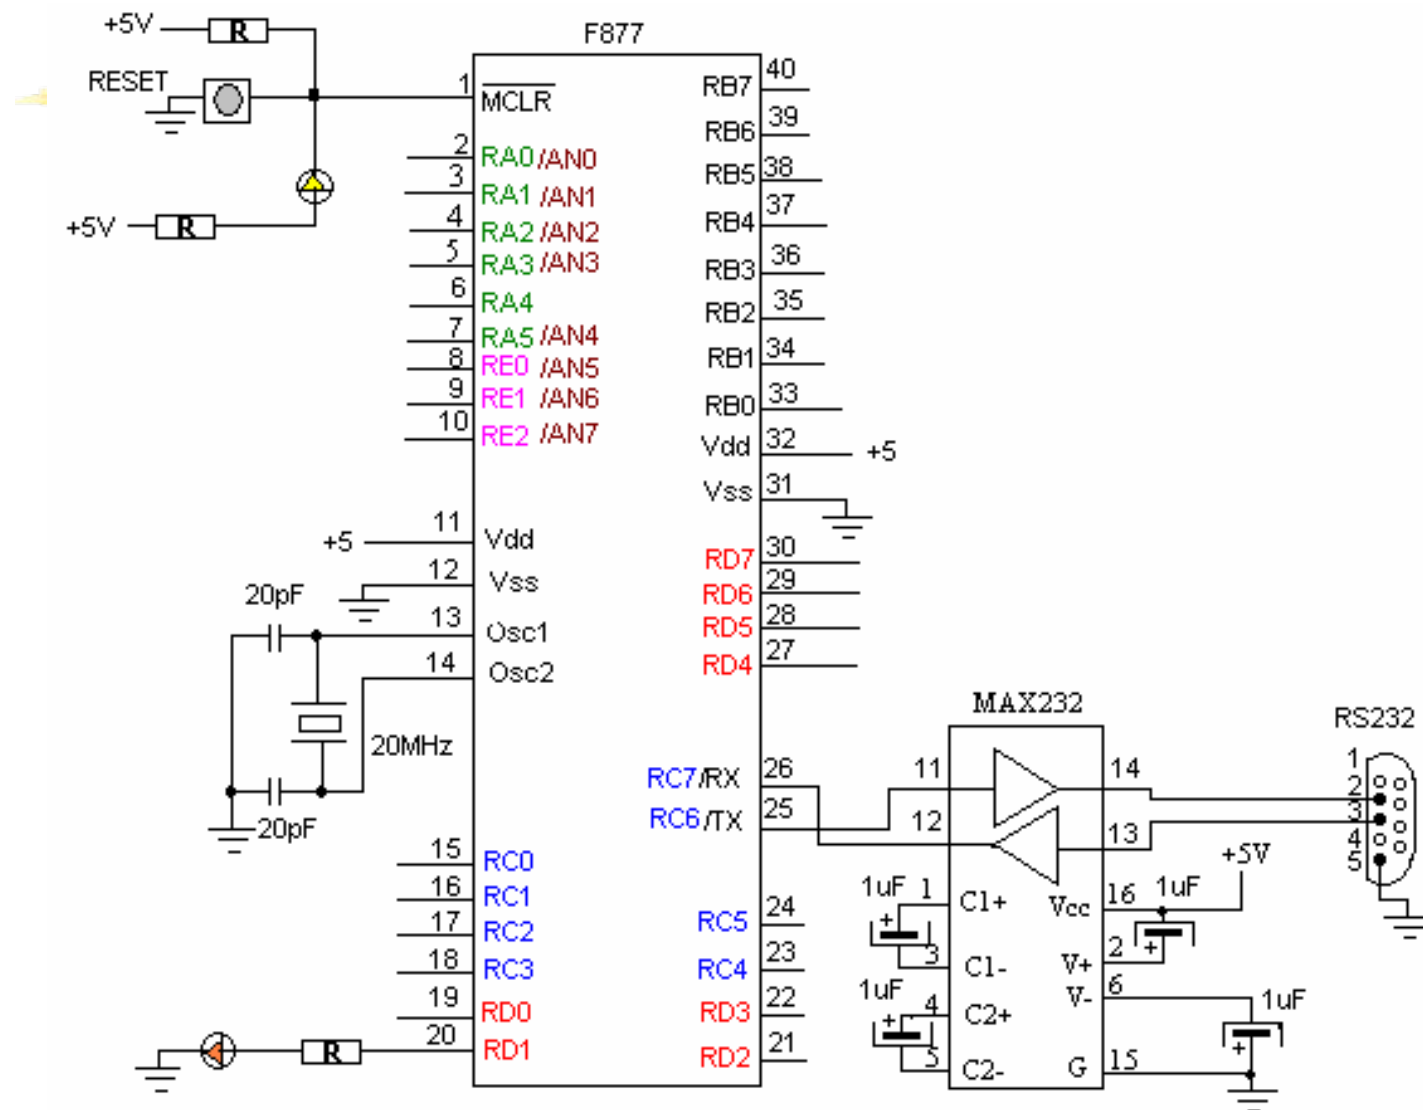 F877
+5V
R
RESET
1
MCLR
2
RA0/AN0
3
RA1/AN1
+5V
R
4
RA2/AN2
5
RA3/AN3
6
RA4
7
RA5/AN4
8
RE0/AN5
9
RE1/AN6
10
RE2/AN7
+5
11
Vdd
12
Vss
20pF
13
Osc1
14
Osc2
20MHz
20pF
15
RC0
16
RC1
17
RC2
18
RC3
19
RD0
R
20
RD1
RB7
40
RB6
39
RB5
38
RB4
37
RB3
36
RB2
35
RB1
34
RB0
33
Vdd
32
+5
Vss
31
RD7
30
RD6
29
RD5
28
RD4
27
RC7/RX
26
RC6/TX
25
RC5
24
RC4
23
RD3
22
RD2
21
MAX232
11
14
12
13
1uF
+
1
C1+
3
C1-
1uF
+
4
C2+
5
C2-
Vcc
16
1uF
+
+5V
V+
2
V-
6
1uF
+
G
15
RS232
1
2
3
4
5